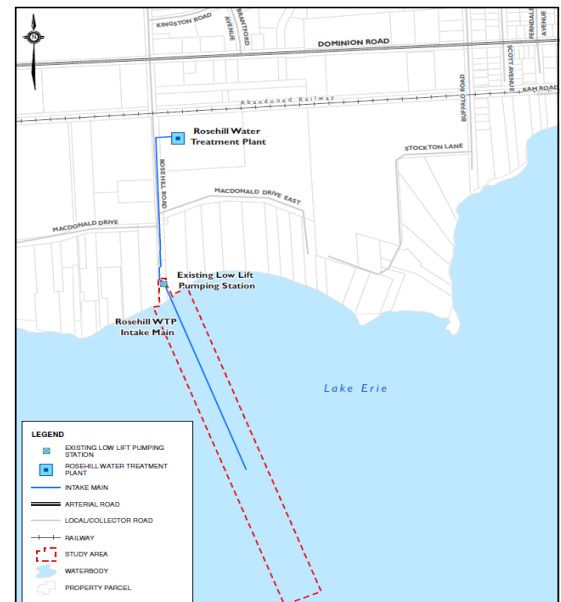 KINGSTON ROAD
BRANTFORD
AVENUE
DOMINION ROAD
SCOTT AVENUE
FERNDALE
AVENUE
BUFFALO ROAD
Abandoned Railway
RAH ROAD
N
Rosehill Water
Treatment Plant
ROSEHILL ROAD
STOCKTON LANE
MACDONALD DRIVE EAST
MACDONALD DRIVE
Existing Low Lift
Pumping Station
Rosehill WTP
Intake Main
Lake Erie
LEGEND
EXISTING LOW LIFT PUMPING
STATION
ROSEHILL WATER TREATMENT
PLANT
INTAKE MAIN
ARTERIAL ROAD
LOCAL/COLLECTOR ROAD
RAILWAY
STUDY AREA
WATERBODY
PROPERTY PARCEL